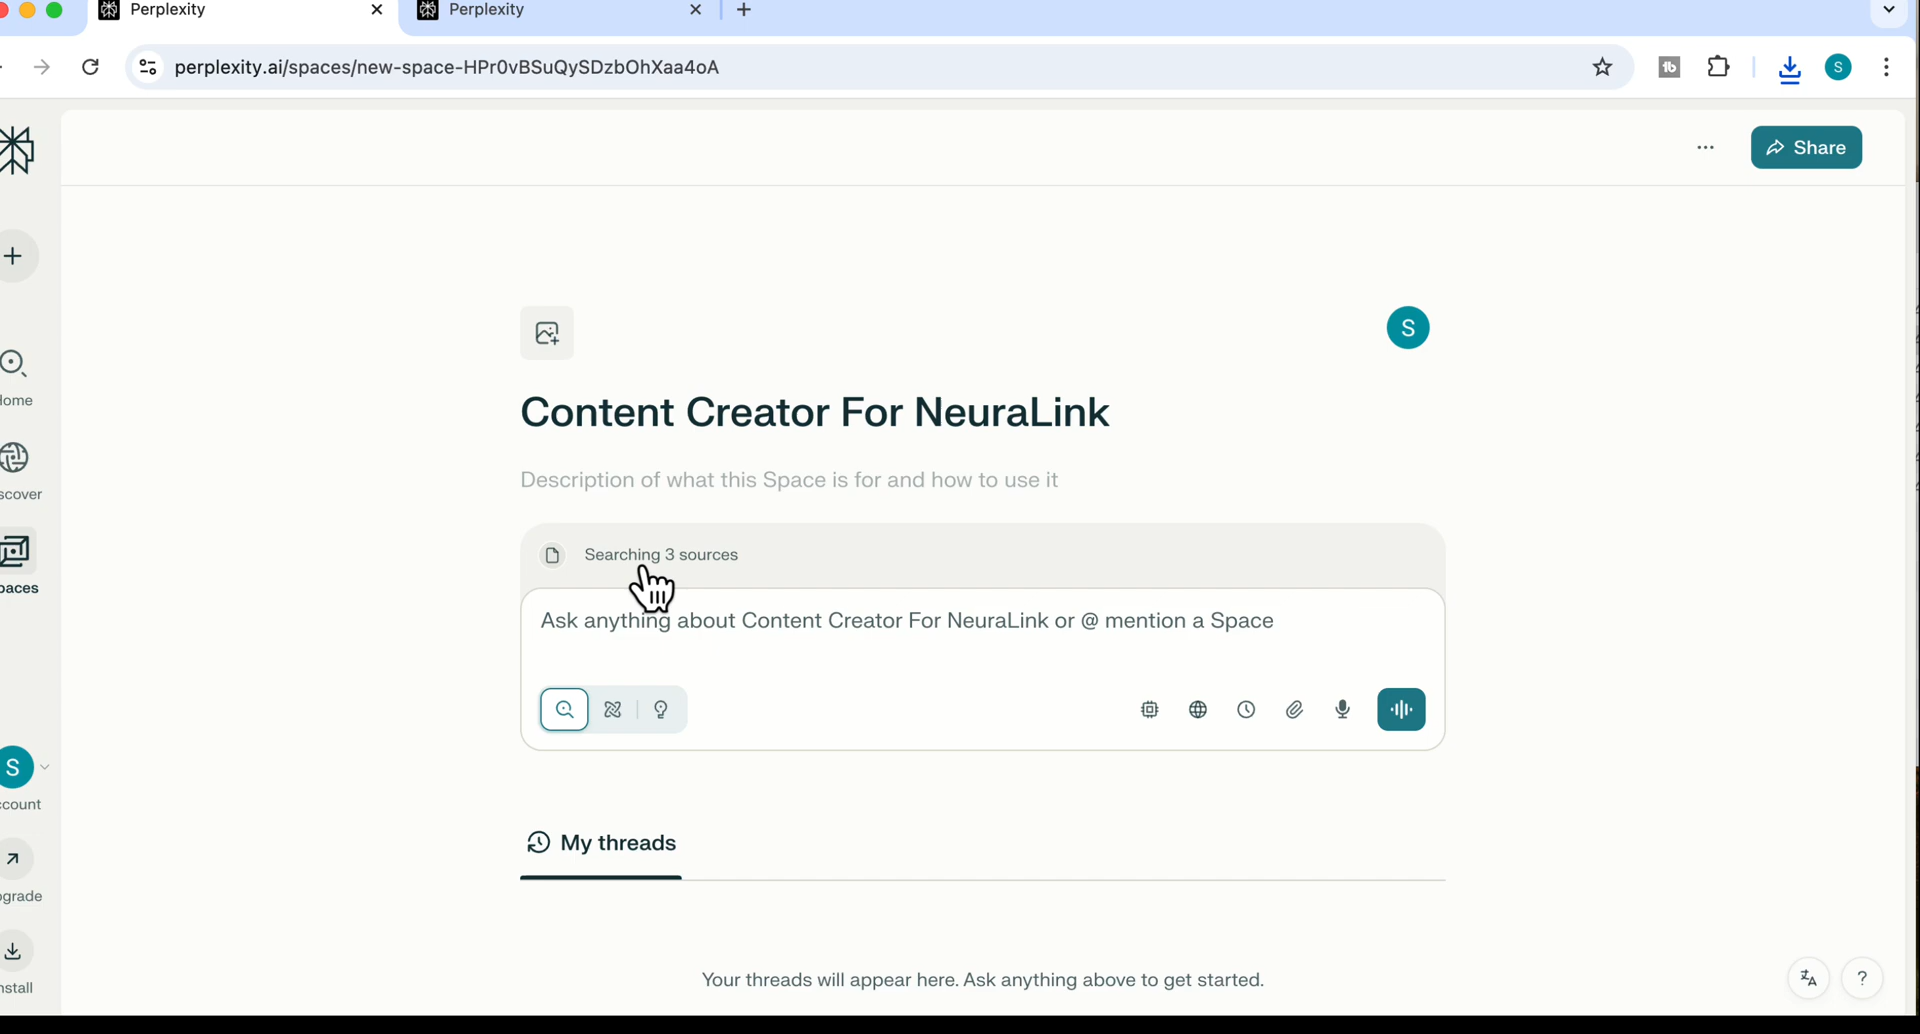 Perplexity
Perplexity
perplexity.ai/spaces/new-space-HPr0vBSuQySDzbOhXaa4oA
S
Share
ome
scover
paces
S
ccount
pgrade
nstall
S
Content Creator For NeuraLink
Description of what this Space is for and how to use it
Searching 3 sources
Ask anything about Content Creator For NeuraLink or @ mention a Space
My threads
Your threads will appear here. Ask anything above to get started.
?